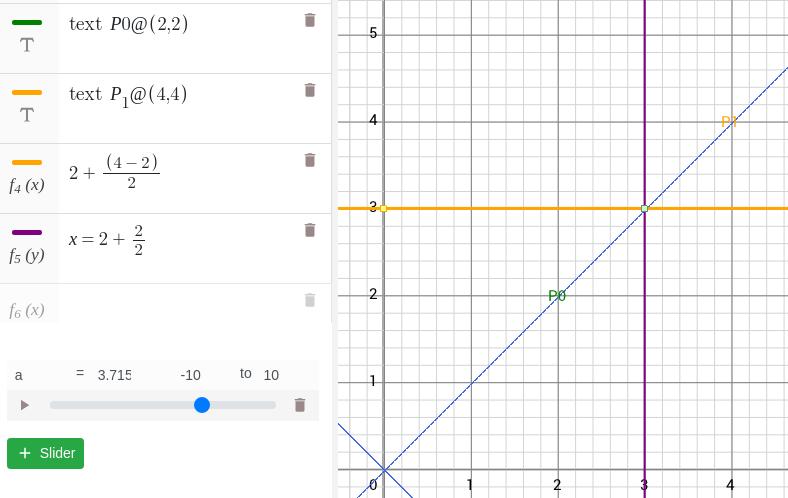 text P0@(2,2)
T
text P₁@(4,4)
T
2 + (4 − 2)/2
f₄ (x)
x = 2 + 2/2
f₅ (y)
f₆ (x)
a = 3.715 -10 to 10
+ Slider
5
4
P1
3
2
P0
1
0 1 2 3 4